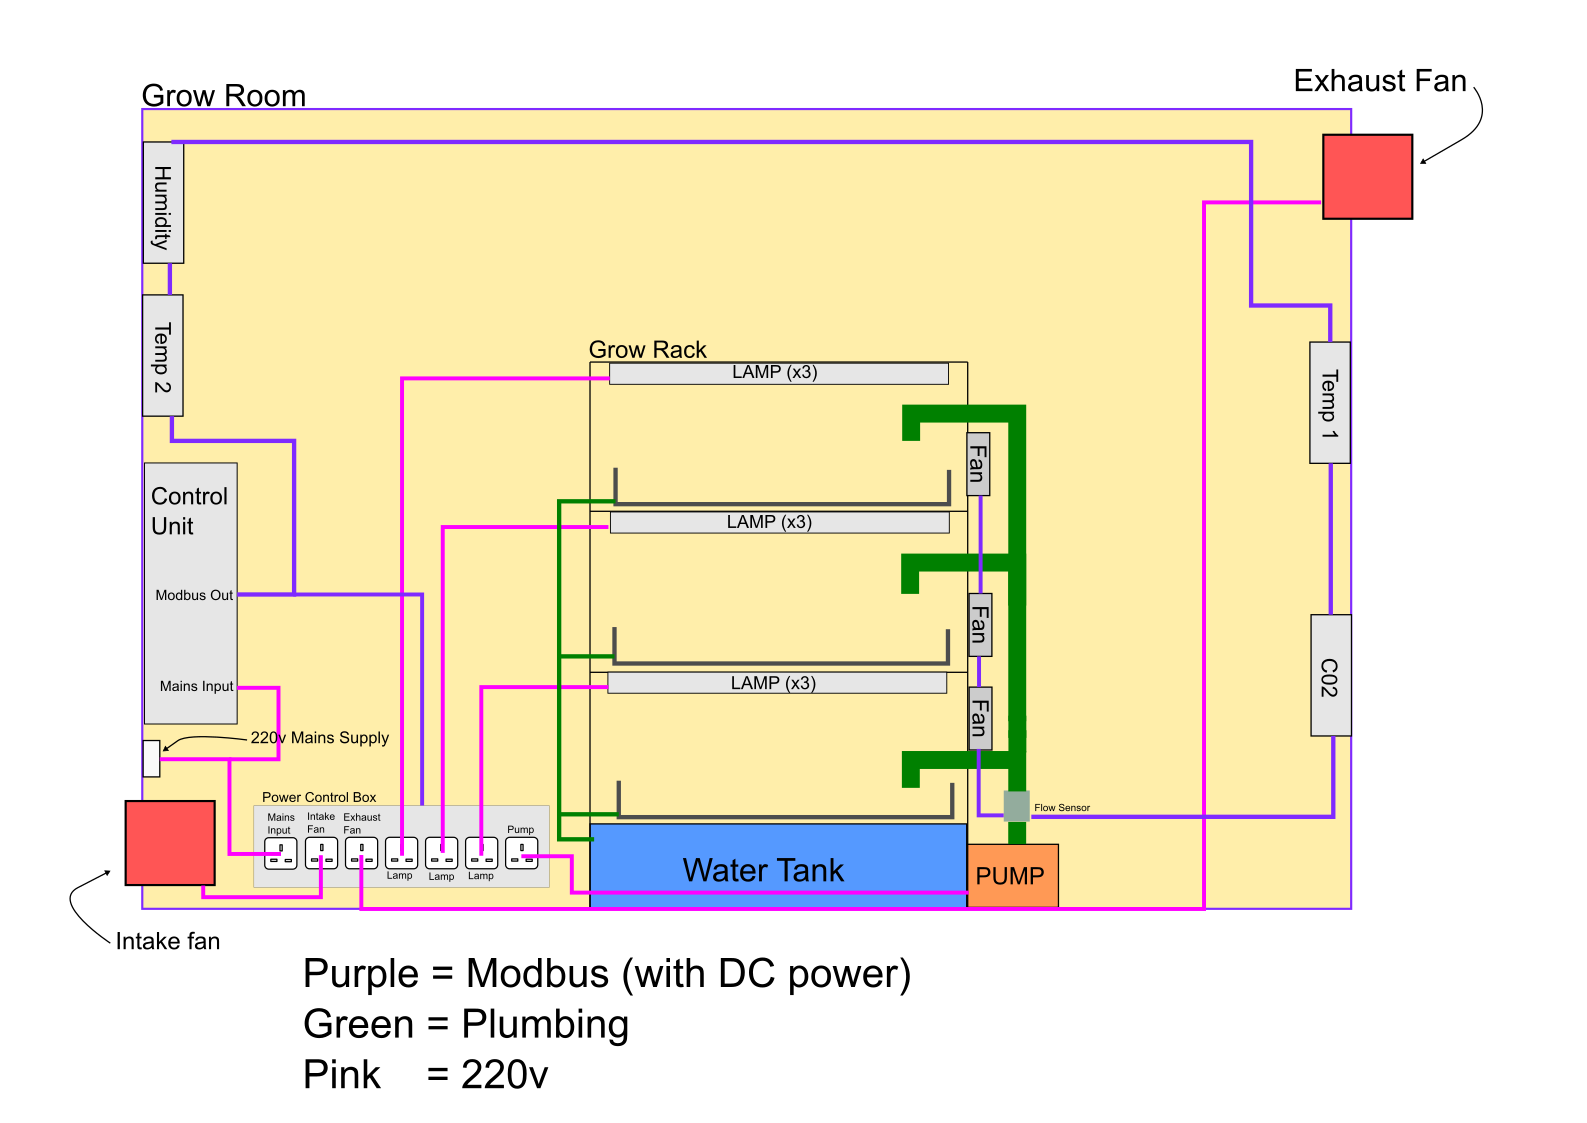 Exhaust Fan
Grow Room
Humidity
Temp 2
Grow Rack
LAMP (x3)
Temp 1
Fan
Control
Unit
LAMP (x3)
Modbus Out
Fan
Mains Input
LAMP (x3)
C02
Fan
220v Mains Supply
Power Control Box
Flow Sensor
Mains
Input
Intake
Fan
Exhaust
Fan
Pump
Lamp
Lamp
Lamp
Water Tank
PUMP
Intake fan
Purple = Modbus (with DC power)
Green = Plumbing
Pink = 220v